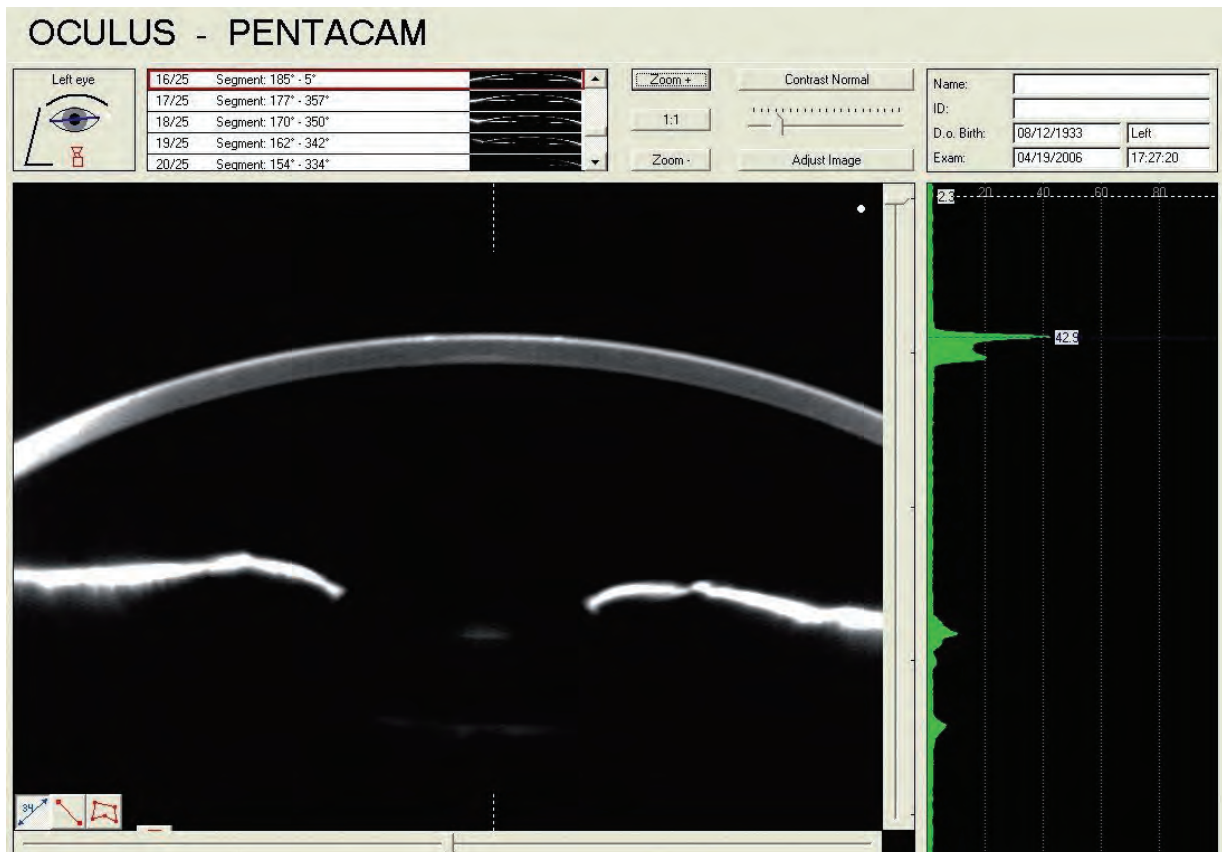 OCULUS - PENTACAM
Left eye
16/25 Segment: 185° - 5°
17/25 Segment: 177° - 357°
18/25 Segment: 170° - 350°
19/25 Segment: 162° - 342°
20/25 Segment: 154° - 334°
Zoom +
1:1
Zoom -
Contrast Normal
Adjust Image
Name:
ID:
D.o. Birth: 08/12/1933 Left
Exam: 04/19/2006 17:27:20
2.3 20 40 60 80
42.9
34